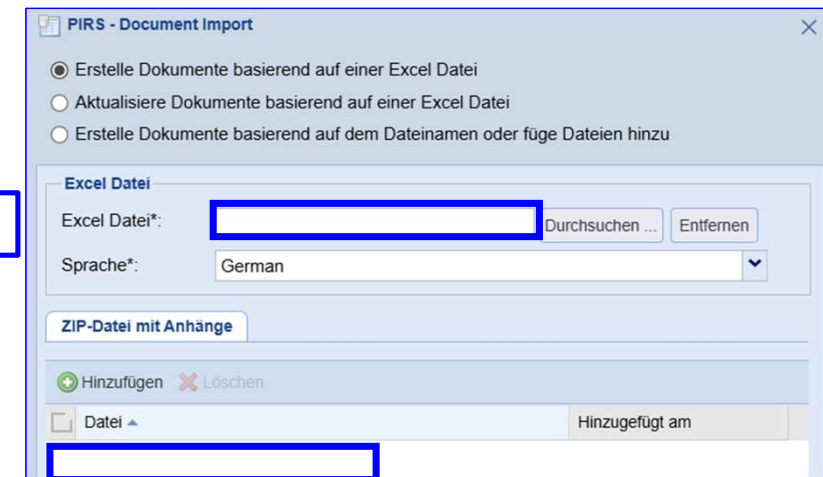 PIRS - Document Import
Erstelle Dokumente basierend auf einer Excel Datei
Aktualisiere Dokumente basierend auf einer Excel Datei
Erstelle Dokumente basierend auf dem Dateinamen oder füge Dateien hinzu
Excel Datei
Excel Datei*: Durchsuchen ... Entfernen
Sprache*: German
ZIP-Datei mit Anhänge
Hinzufügen Löschen
Datei Hinzugefügt am